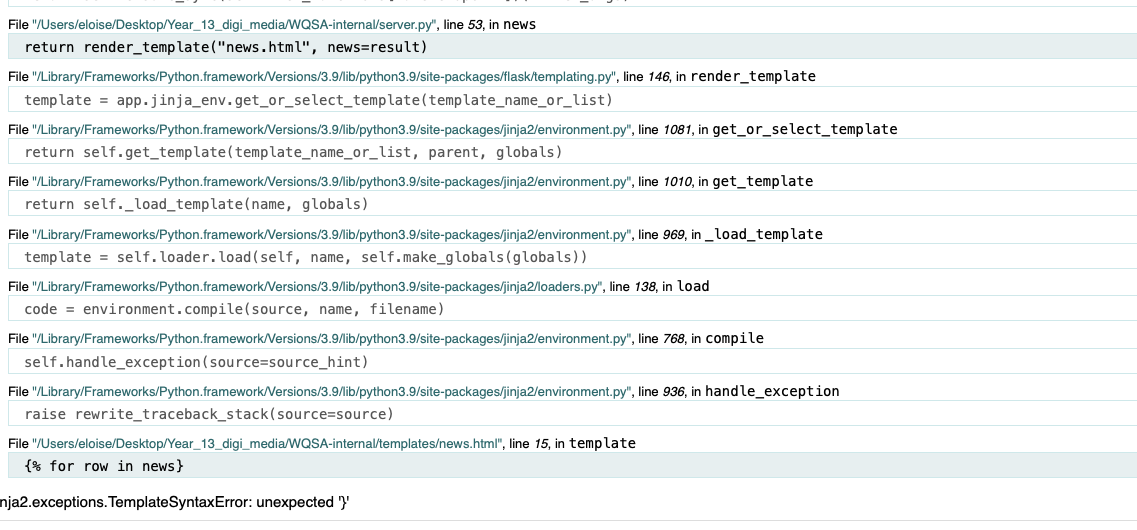 File "/Users/eloise/Desktop/Year_13_digi_media/WQSA-internal/server.py", line 53, in news
return render_template("news.html", news=result)
File "/Library/Frameworks/Python.framework/Versions/3.9/lib/python3.9/site-packages/flask/templating.py", line 146, in render_template
template = app.jinja_env.get_or_select_template(template_name_or_list)
File "/Library/Frameworks/Python.framework/Versions/3.9/lib/python3.9/site-packages/jinja2/environment.py", line 1081, in get_or_select_template
return self.get_template(template_name_or_list, parent, globals)
File "/Library/Frameworks/Python.framework/Versions/3.9/lib/python3.9/site-packages/jinja2/environment.py", line 1010, in get_template
return self._load_template(name, globals)
File "/Library/Frameworks/Python.framework/Versions/3.9/lib/python3.9/site-packages/jinja2/environment.py", line 969, in _load_template
template = self.loader.load(self, name, self.make_globals(globals))
File "/Library/Frameworks/Python.framework/Versions/3.9/lib/python3.9/site-packages/jinja2/loaders.py", line 138, in load
code = environment.compile(source, name, filename)
File "/Library/Frameworks/Python.framework/Versions/3.9/lib/python3.9/site-packages/jinja2/environment.py", line 768, in compile
self.handle_exception(source=source_hint)
File "/Library/Frameworks/Python.framework/Versions/3.9/lib/python3.9/site-packages/jinja2/environment.py", line 936, in handle_exception
raise rewrite_traceback_stack(source=source)
File "/Users/eloise/Desktop/Year_13_digi_media/WQSA-internal/templates/news.html", line 15, in template
{% for row in news}
nja2.exceptions.TemplateSyntaxError: unexpected '}'